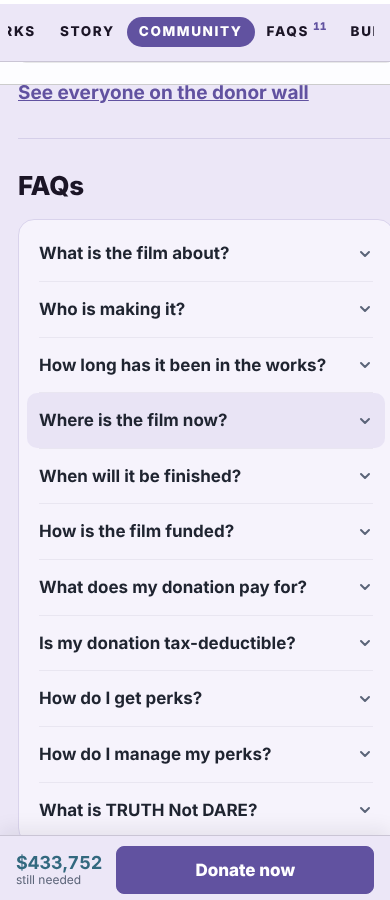 RKS STORY COMMUNITY FAQS 11 BUI
See everyone on the donor wall
FAQs
What is the film about?
Who is making it?
How long has it been in the works?
Where is the film now?
When will it be finished?
How is the film funded?
What does my donation pay for?
Is my donation tax-deductible?
How do I get perks?
How do I manage my perks?
What is TRUTH Not DARE?
$433,752
still needed
Donate now